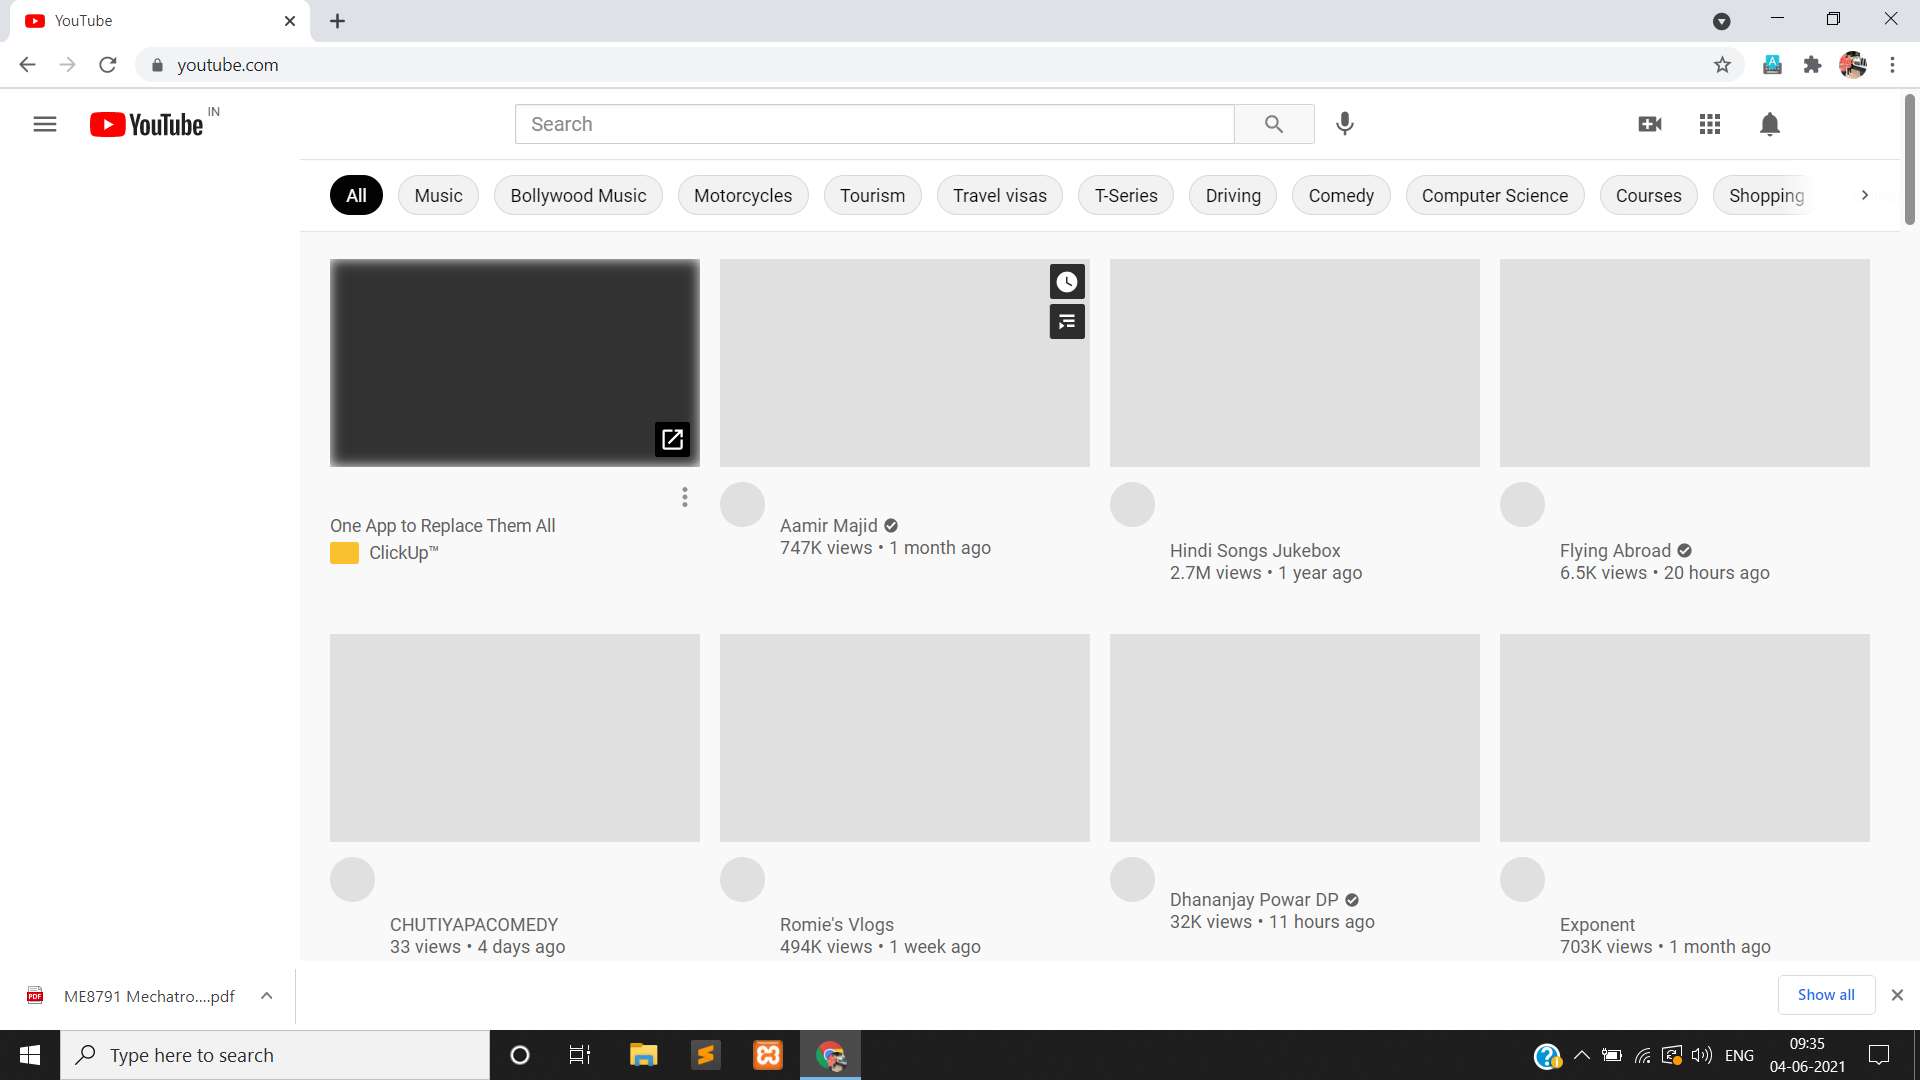 YouTube
youtube.com
YouTube IN
Search
All
Music
Bollywood Music
Motorcycles
Tourism
Travel visas
T-Series
Driving
Comedy
Computer Science
Courses
Shopping
One App to Replace Them All
ClickUp™
Aamir Majid
747K views • 1 month ago
Hindi Songs Jukebox
2.7M views • 1 year ago
Flying Abroad
6.5K views • 20 hours ago
CHUTIYAPACOMEDY
33 views • 4 days ago
Romie's Vlogs
494K views • 1 week ago
Dhananjay Powar DP
32K views • 11 hours ago
Exponent
703K views • 1 month ago
PDF
ME8791 Mechatro....pdf
Show all
Type here to search
ENG
09:35
04-06-2021